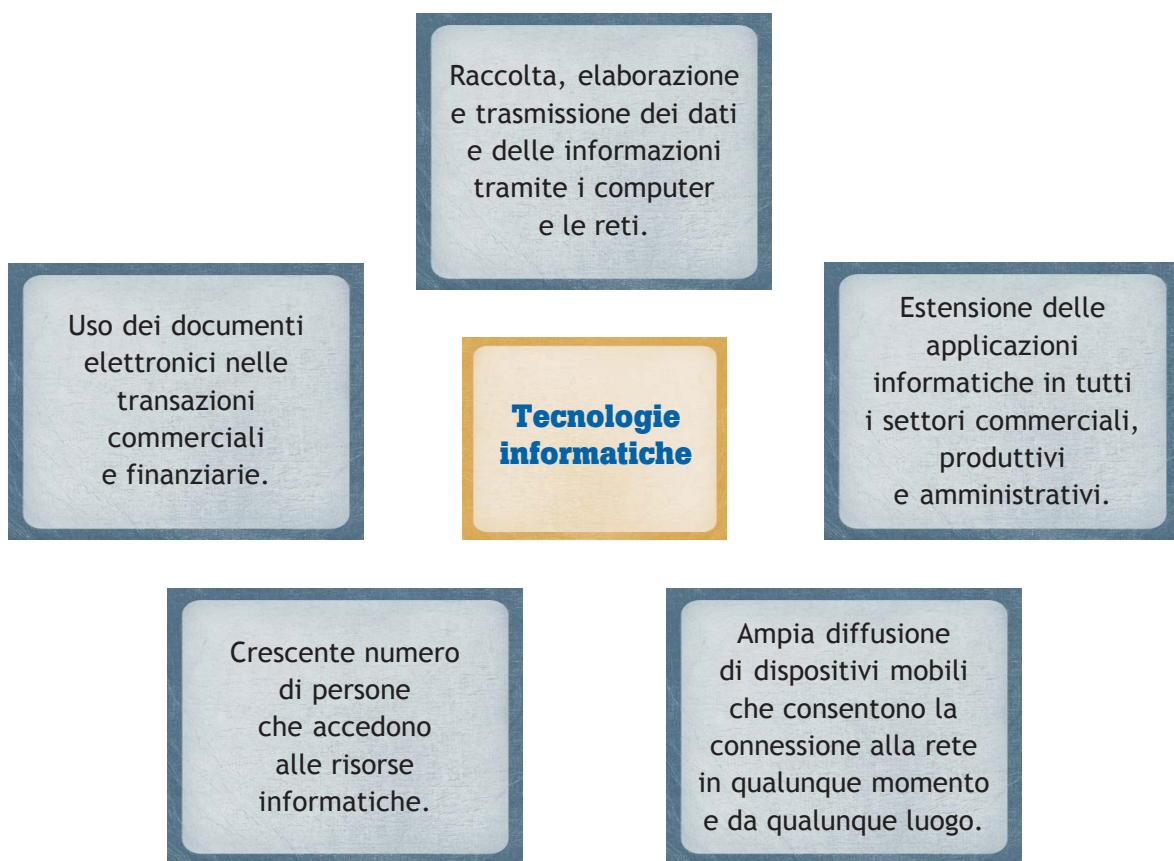 Raccolta, elaborazione
e trasmissione dei dati
e delle informazioni
tramite i computer
e le reti.
Uso dei documenti
elettronici nelle
transazioni
commerciali
e finanziarie.
Tecnologie
informatiche
Estensione delle
applicazioni
informatiche in tutti
i settori commerciali,
produttivi
e amministrativi.
Crescente numero
di persone
che accedono
alle risorse
informatiche.
Ampia diffusione
di dispositivi mobili
che consentono la
connessione alla rete
in qualunque momento
e da qualunque luogo.